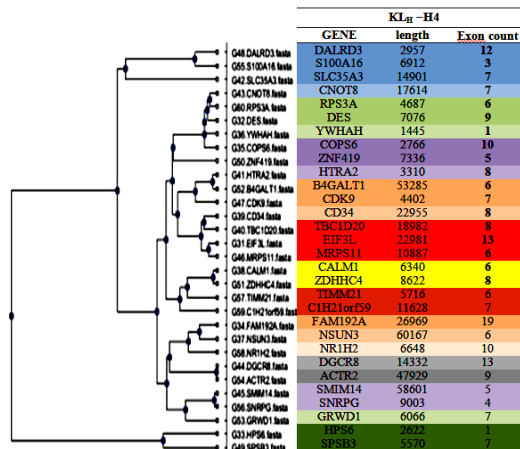 KLH –H4
GENE length Exon count
G48.DALRD3.fasta DALRD3 2957 12
G55.S100A16.fasta S100A16 6912 3
G42.SLC35A3.fasta SLC35A3 14901 7
G43.CNOT8.fasta CNOT8 17614 7
G60.RPS3A.fasta RPS3A 4687 6
G32.DES.fasta DES 7076 9
G36.YWHAH.fasta YWHAH 1445 1
G35.COPS6.fasta COPS6 2766 10
G50.ZNF419.fasta ZNF419 7336 5
G41.HTRA2.fasta HTRA2 3310 8
G52.B4GALT1.fasta B4GALT1 53285 6
G47.CDK9.fasta CDK9 4402 7
G39.CD34.fasta CD34 22955 8
G40.TBC1D20.fasta TBC1D20 18982 8
G31.EIF3L.fasta EIF3L 22981 13
G46.MRPS11.fasta MRPS11 10887 6
G38.CALM1.fasta CALM1 6340 6
G51.ZDHHC4.fasta ZDHHC4 8622 8
G57.TIMM21.fasta TIMM21 5716 6
G59.C1H21orf59.fasta C1H21orf59 11628 7
G34.FAM192A.fasta FAM192A 26969 19
G37.NSUN3.fasta NSUN3 60167 6
G58.NR1H2.fasta NR1H2 6648 10
G44.DGCR8.fasta DGCR8 14332 13
G54.ACTR2.fasta ACTR2 47929 9
G45.SMIM14.fasta SMIM14 58601 5
G56.SNRPG.fasta SNRPG 9003 4
G53.GRWD1.fasta GRWD1 6066 7
G33.HPS6.fasta HPS6 2622 1
G49.SPSB3.fasta SPSB3 5570 7